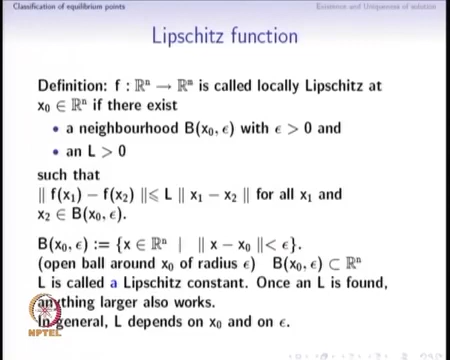 Classification of equilibrium points Existence and Uniqueness of solution
Lipschitz function
Definition: f : ℝⁿ → ℝⁿ is called locally Lipschitz at
x₀ ∈ ℝⁿ if there exist
• a neighbourhood B(x₀, ϵ) with ϵ > 0 and
• an L > 0
such that
‖ f(x₁) − f(x₂) ‖⩽ L ‖ x₁ − x₂ ‖ for all x₁ and
x₂ ∈ B(x₀, ϵ).
B(x₀, ϵ) := {x ∈ ℝⁿ | ‖ x − x₀ ‖< ϵ}.
(open ball around x₀ of radius ϵ) B(x₀, ϵ) ⊂ ℝⁿ
L is called a Lipschitz constant. Once an L is found,
anything larger also works.
In general, L depends on x₀ and on ϵ.
NPTEL